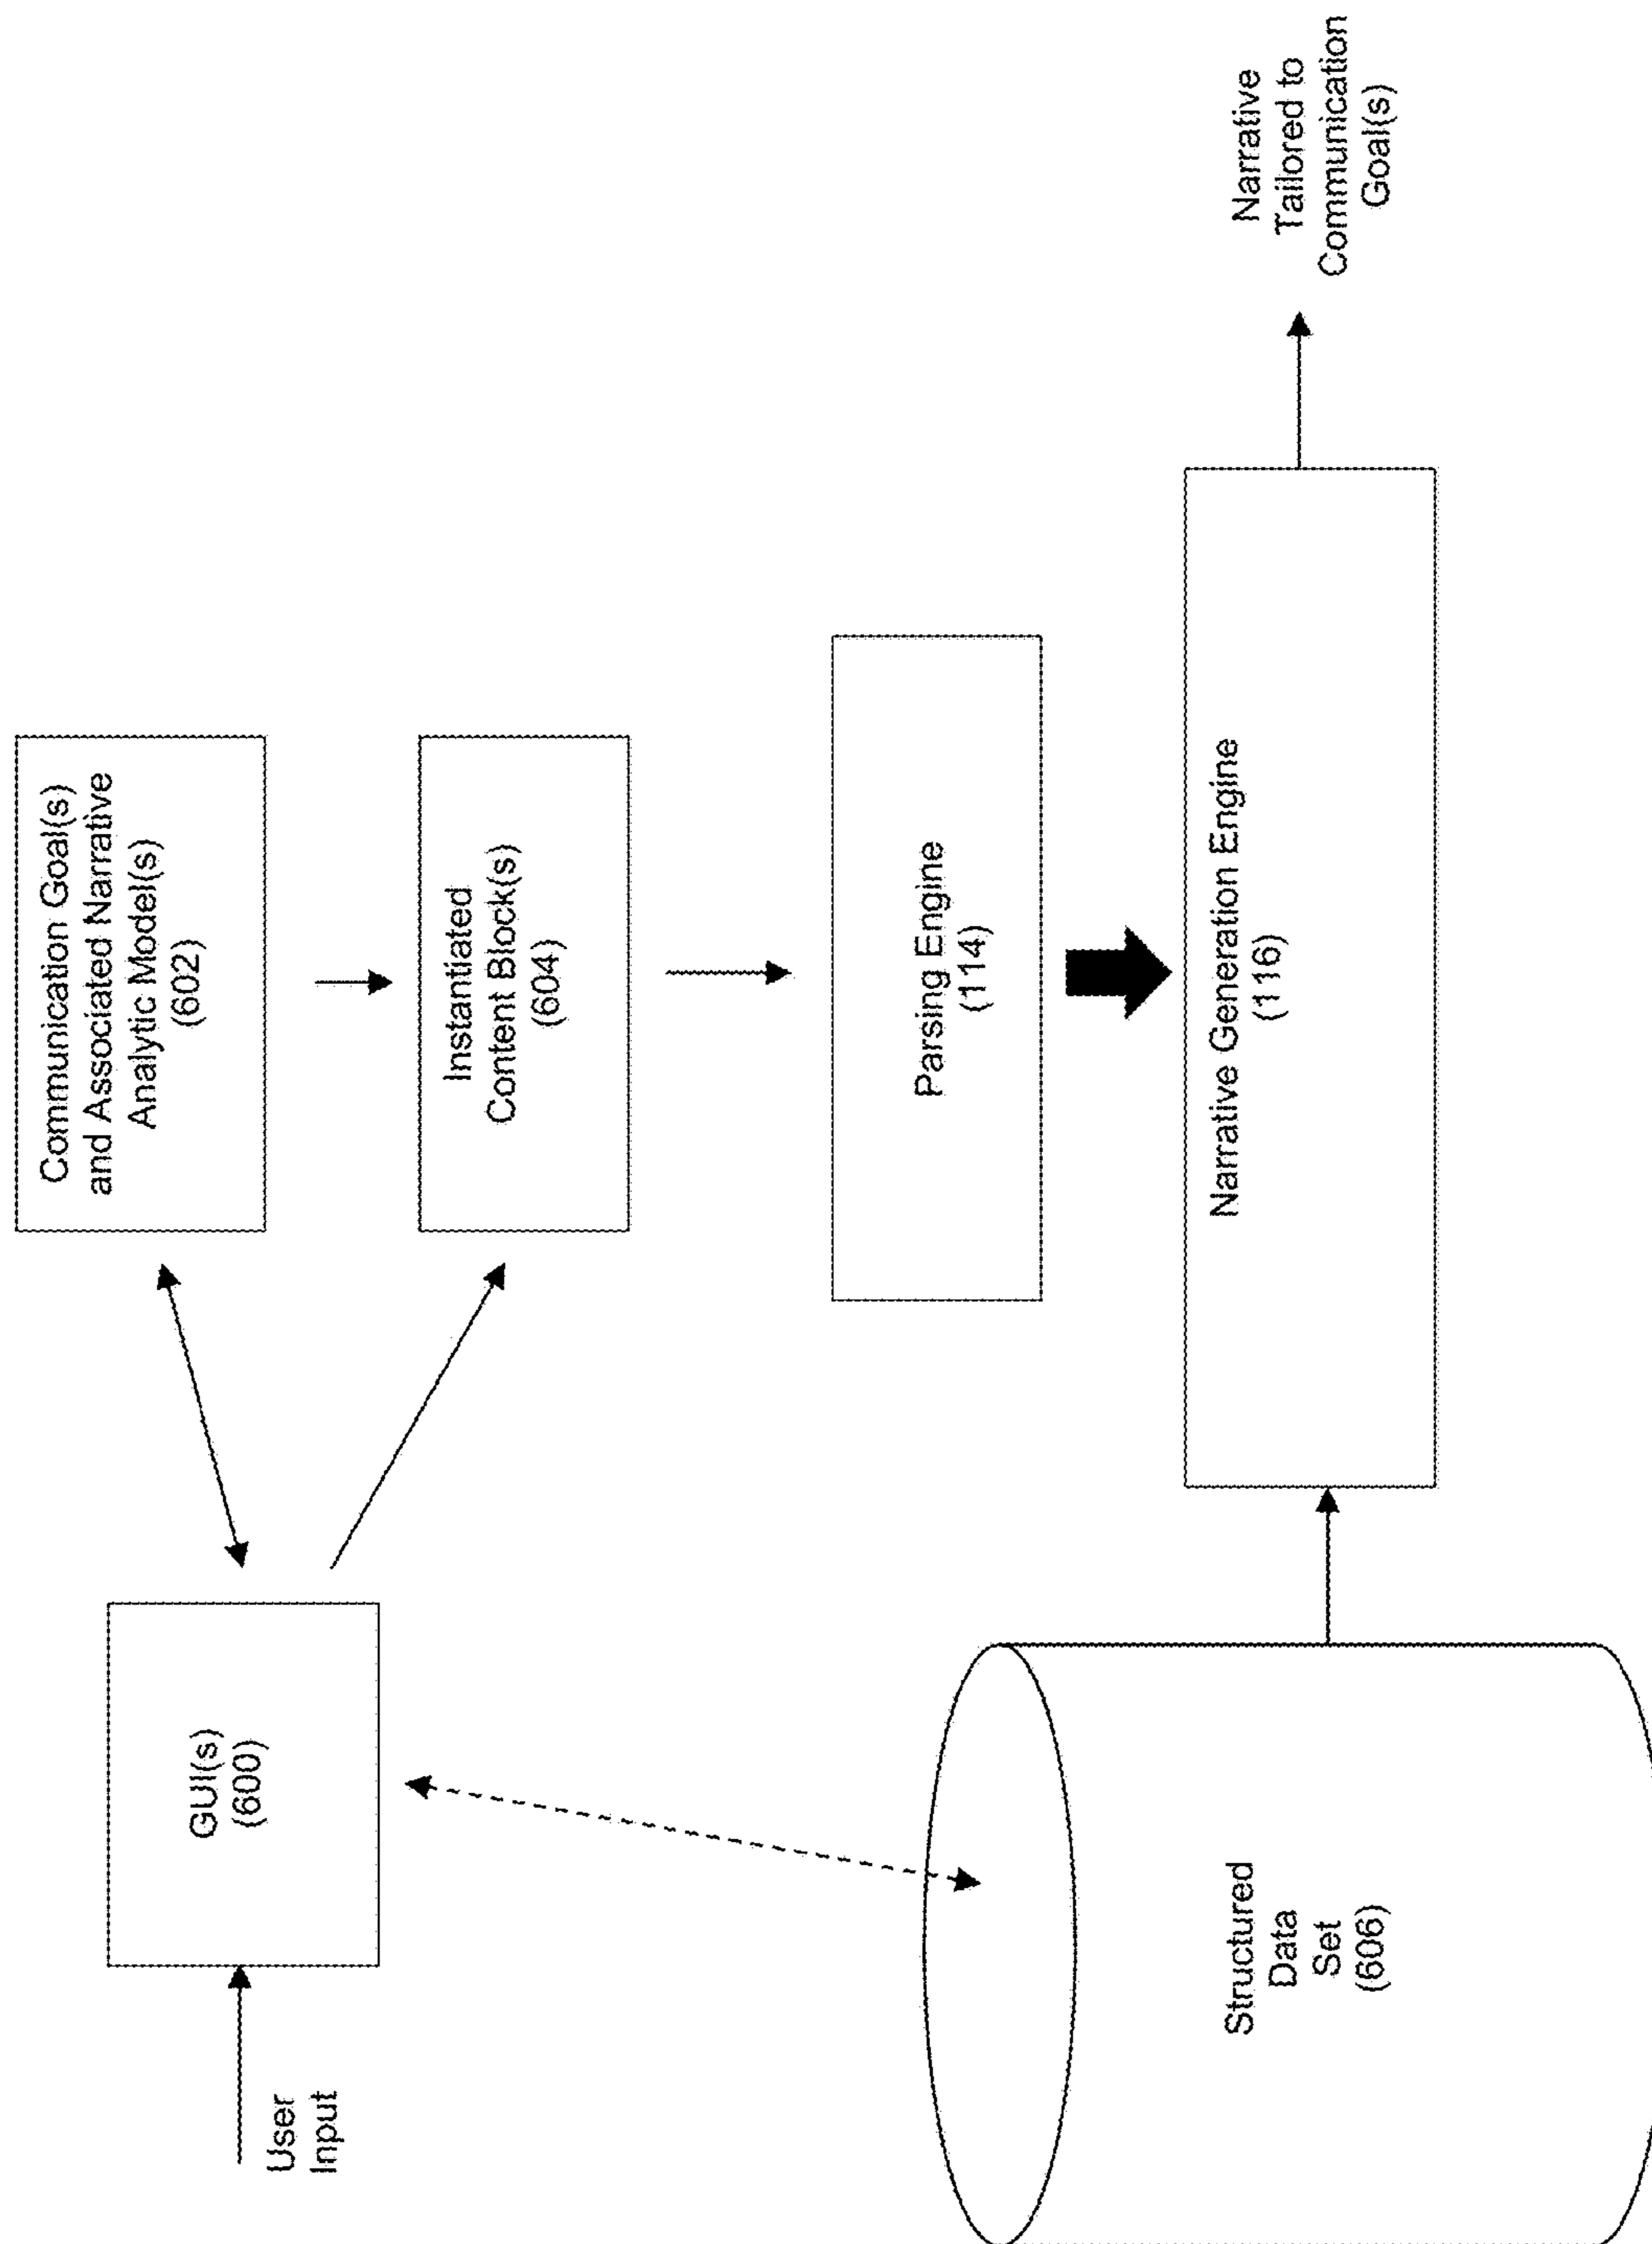 User
Input
GUI(s)
(600)
Communication Goal(s)
and Associated Narrative
Analytic Model(s)
(602)
Instantiated
Content Block(s)
(604)
Parsing Engine
(114)
Structured
Data
Set
(606)
Narrative Generation Engine
(116)
Narrative
Tailored to
Communication
Goal(s)